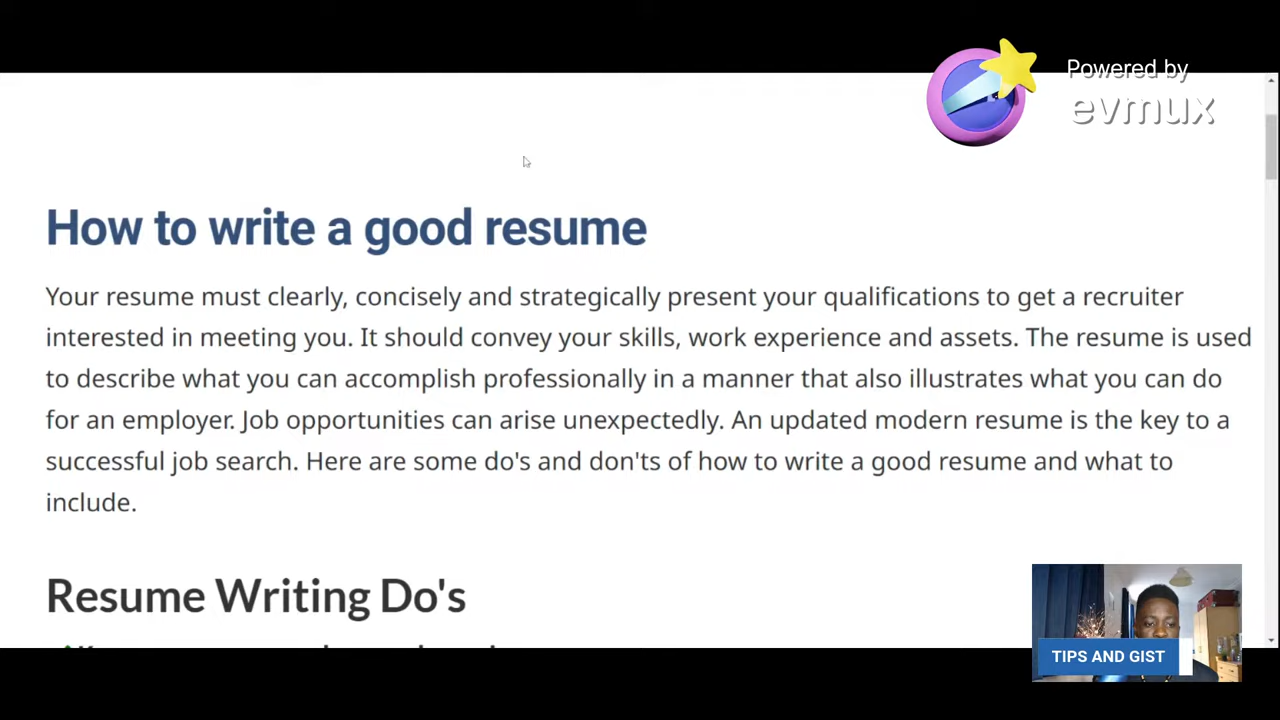 Powered by
evmux
How to write a good resume
Your resume must clearly, concisely and strategically present your qualifications to get a recruiter
interested in meeting you. It should convey your skills, work experience and assets. The resume is used
to describe what you can accomplish professionally in a manner that also illustrates what you can do
for an employer. Job opportunities can arise unexpectedly. An updated modern resume is the key to a
successful job search. Here are some do's and don'ts of how to write a good resume and what to
include.
Resume Writing Do's
TIPS AND GIST